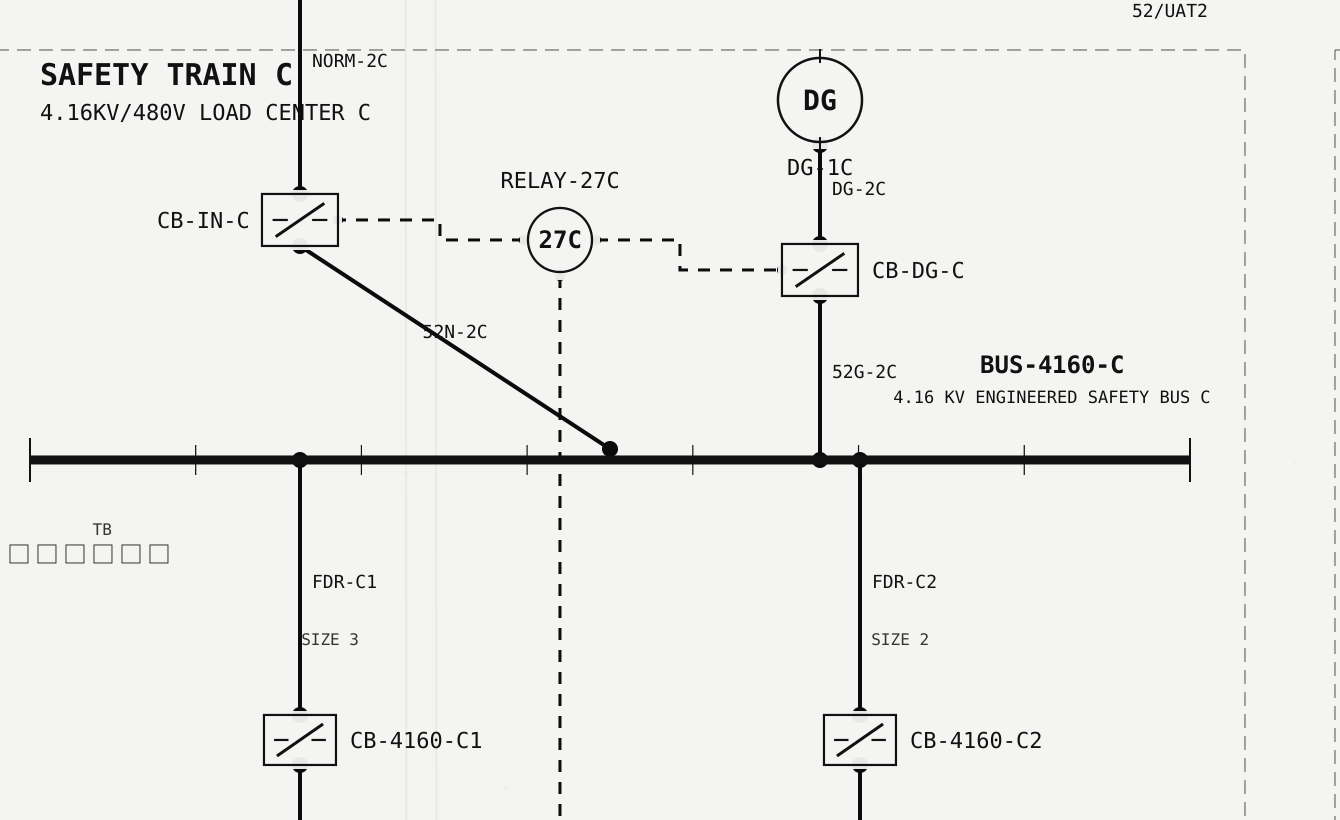 52/UAT2
NORM-2C
SAFETY TRAIN C
4.16KV/480V LOAD CENTER C
DG
DG-1C
DG-2C
RELAY-27C
CB-IN-C
27C
CB-DG-C
52N-2C
52G-2C
BUS-4160-C
4.16 KV ENGINEERED SAFETY BUS C
TB
FDR-C1
FDR-C2
SIZE 3
SIZE 2
CB-4160-C1
CB-4160-C2